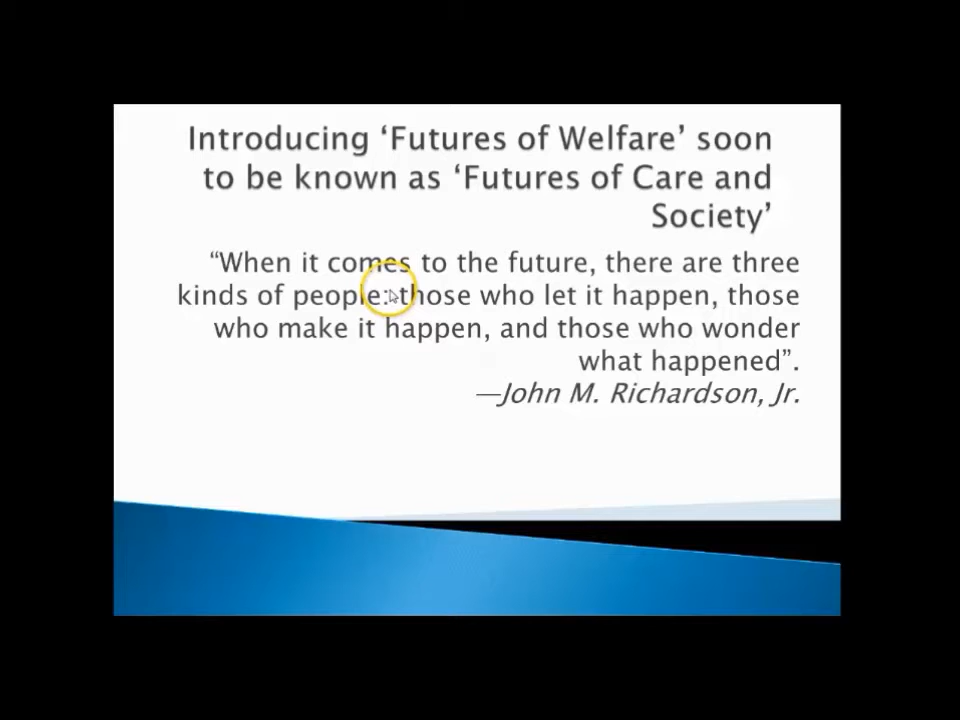 Introducing ‘Futures of Welfare’ soon
to be known as ‘Futures of Care and
Society’
“When it comes to the future, there are three
kinds of people: those who let it happen, those
who make it happen, and those who wonder
what happened”.
—John M. Richardson, Jr.